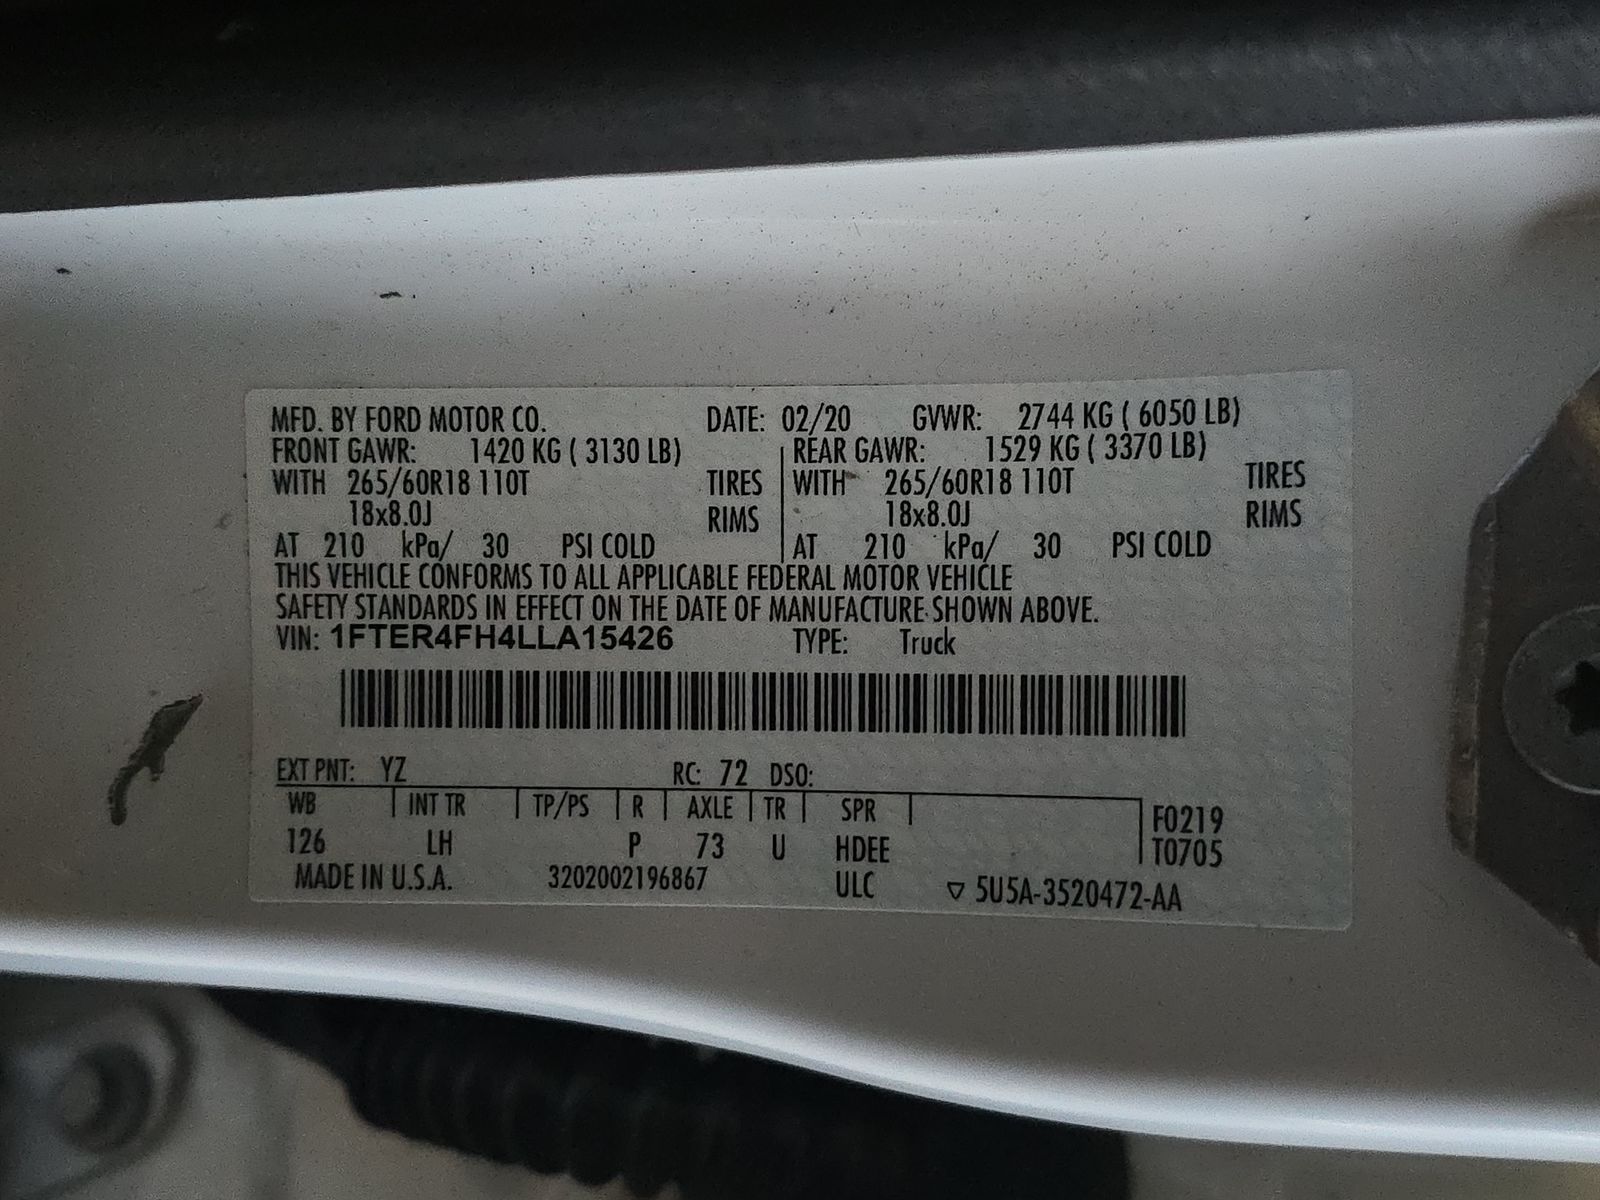 MFD. BY FORD MOTOR CO. DATE: 02/20 GVWR: 2744 KG ( 6050 LB)
FRONT GAWR: 1420 KG ( 3130 LB) REAR GAWR: 1529 KG ( 3370 LB)
WITH 265/60R18 110T TIRES WITH 265/60R18 110T TIRES
18x8.0J RIMS 18x8.0J RIMS
AT 210 kPa/ 30 PSI COLD AT 210 kPa/ 30 PSI COLD
THIS VEHICLE CONFORMS TO ALL APPLICABLE FEDERAL MOTOR VEHICLE
SAFETY STANDARDS IN EFFECT ON THE DATE OF MANUFACTURE SHOWN ABOVE.
VIN: 1FTER4FH4LLA15426 TYPE: Truck
EXT PNT: YZ RC: 72 DSO:
WB INT TR TP/PS R AXLE TR SPR F0219
126 LH P 73 U HDEE T0705
MADE IN U.S.A. 3202002196867 ULC ▽ 5U5A-3520472-AA